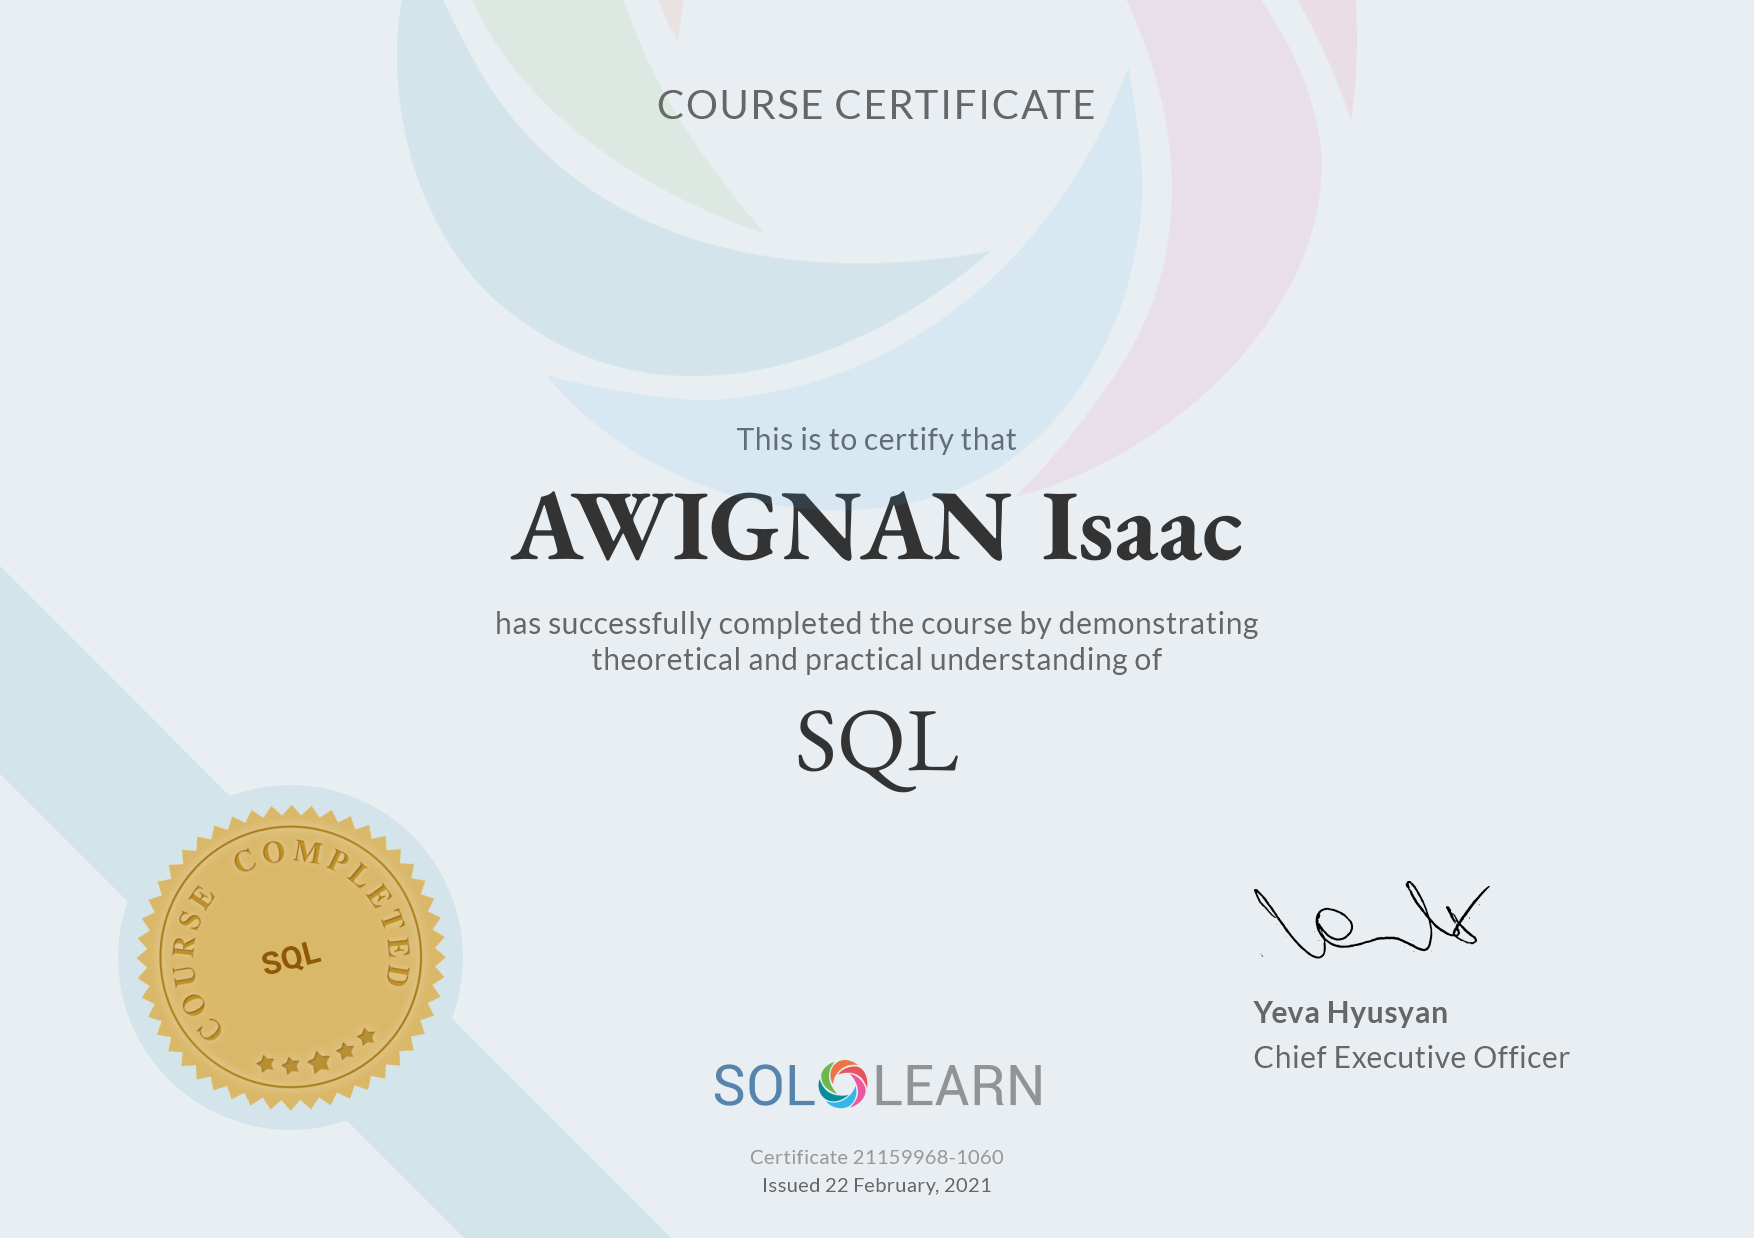 COURSE CERTIFICATE
This is to certify that
AWIGNAN Isaac
has successfully completed the course by demonstrating
theoretical and practical understanding of
SQL
COURSE COMPLETED
SQL
Yeva Hyusyan
Chief Executive Officer
SOLOLEARN
Certificate 21159968-1060
Issued 22 February, 2021